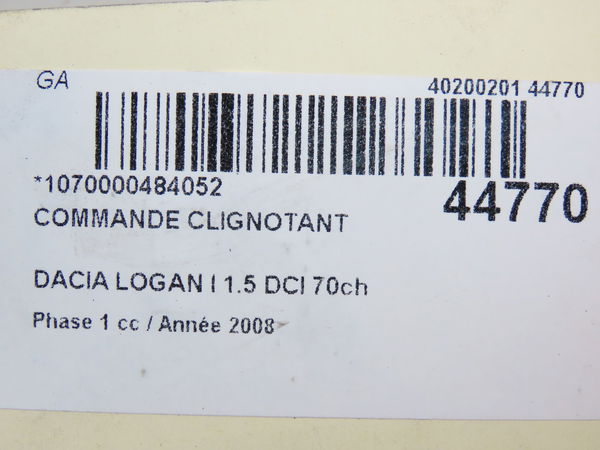 GA
40200201 44770
*1070000484052
44770
COMMANDE CLIGNOTANT
DACIA LOGAN I 1.5 DCI 70ch
Phase 1 cc / Année 2008